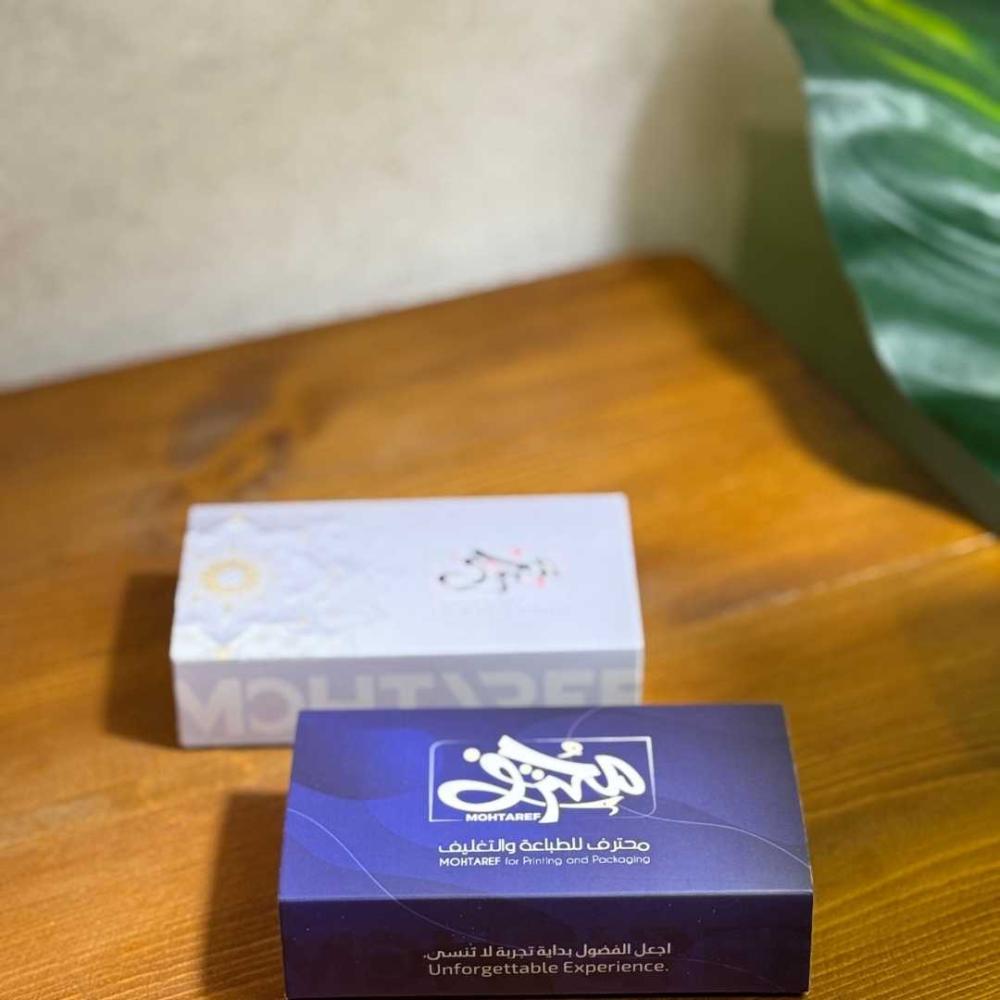 محترف
MOHTAREF
محترف
MOHTAREF
محترف للطباعة والتغليف
MOHTAREF for Printing and Packaging
اجعل الفضول بداية تجربة لا تنسى.
Unforgettable Experience.